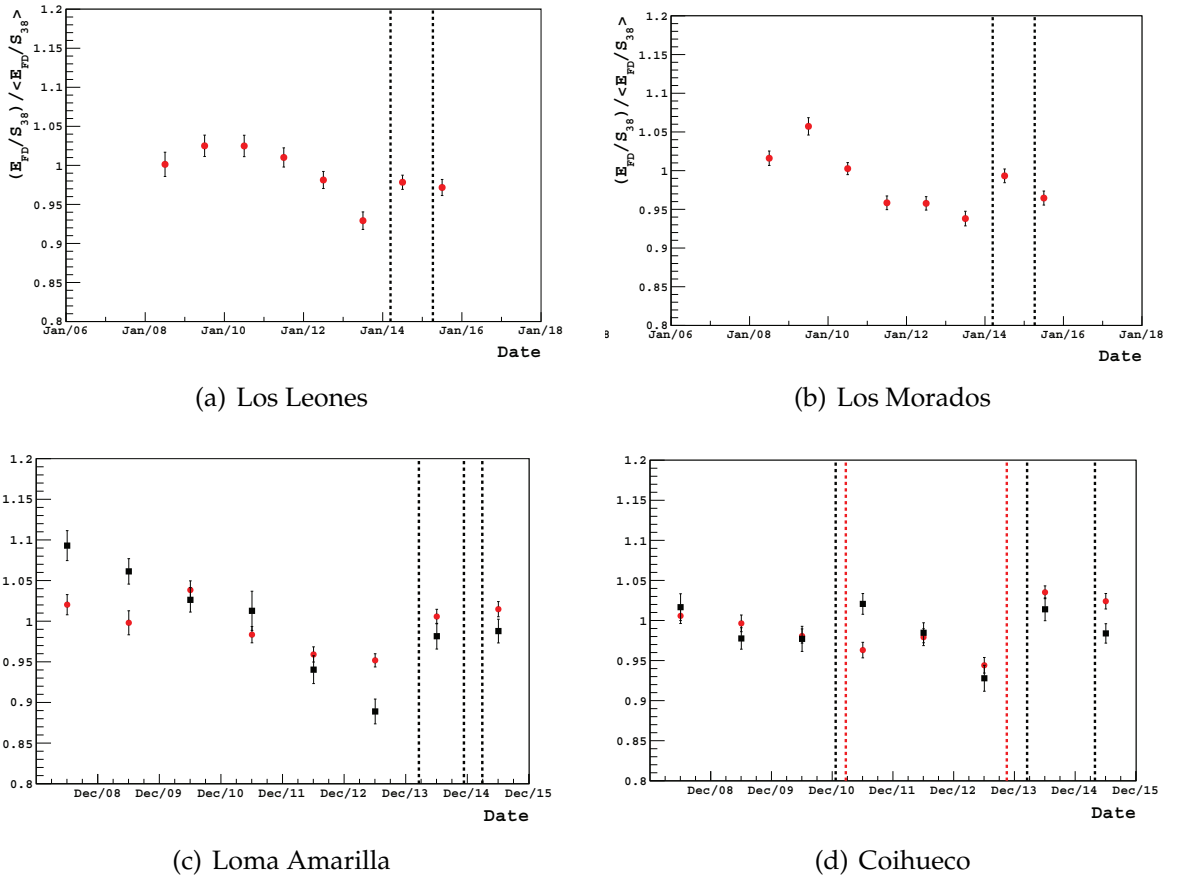 (E_FD/S_38)/<E_FD/S_38>
1.2
1.15
1.1
1.05
1
0.95
0.9
0.85
0.8
Jan/06 Jan/08 Jan/10 Jan/12 Jan/14 Jan/16 Jan/18
Date
(a) Los Leones
(E_FD/S_38)/<E_FD/S_38>
1.2
1.15
1.1
1.05
1
0.95
0.9
0.85
0.8
8 Jan/06 Jan/08 Jan/10 Jan/12 Jan/14 Jan/16 Jan/18
Date
(b) Los Morados
1.2
1.15
1.1
1.05
1
0.95
0.9
0.85
0.8
Dec/08 Dec/09 Dec/10 Dec/11 Dec/12 Dec/13 Dec/14 Dec/15
Date
(c) Loma Amarilla
1.2
1.15
1.1
1.05
1
0.95
0.9
0.85
0.8
Dec/08 Dec/09 Dec/10 Dec/11 Dec/12 Dec/13 Dec/14 Dec/15
Date
(d) Coihueco